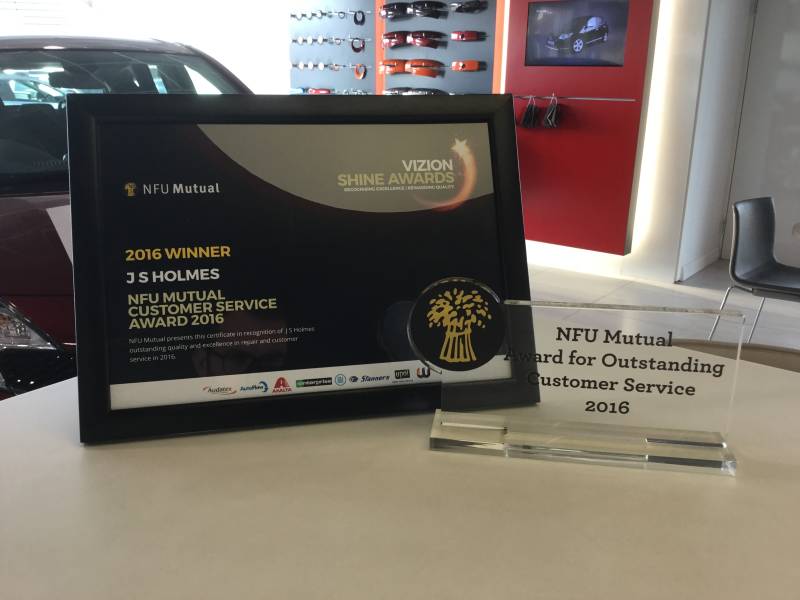 NFU Mutual
VIZION
SHINE AWARDS
RECOGNISING EXCELLENCE | REWARDING QUALITY
2016 WINNER
J S HOLMES
NFU MUTUAL
CUSTOMER SERVICE
AWARD 2016
NFU Mutual presents this certificate in recognition of J S Holmes
outstanding quality and excellence in repair and customer
service in 2016.
Audatex AutoFlow AXALTA enterprise Stanners upol
NFU Mutual
Award for Outstanding
Customer Service
2016